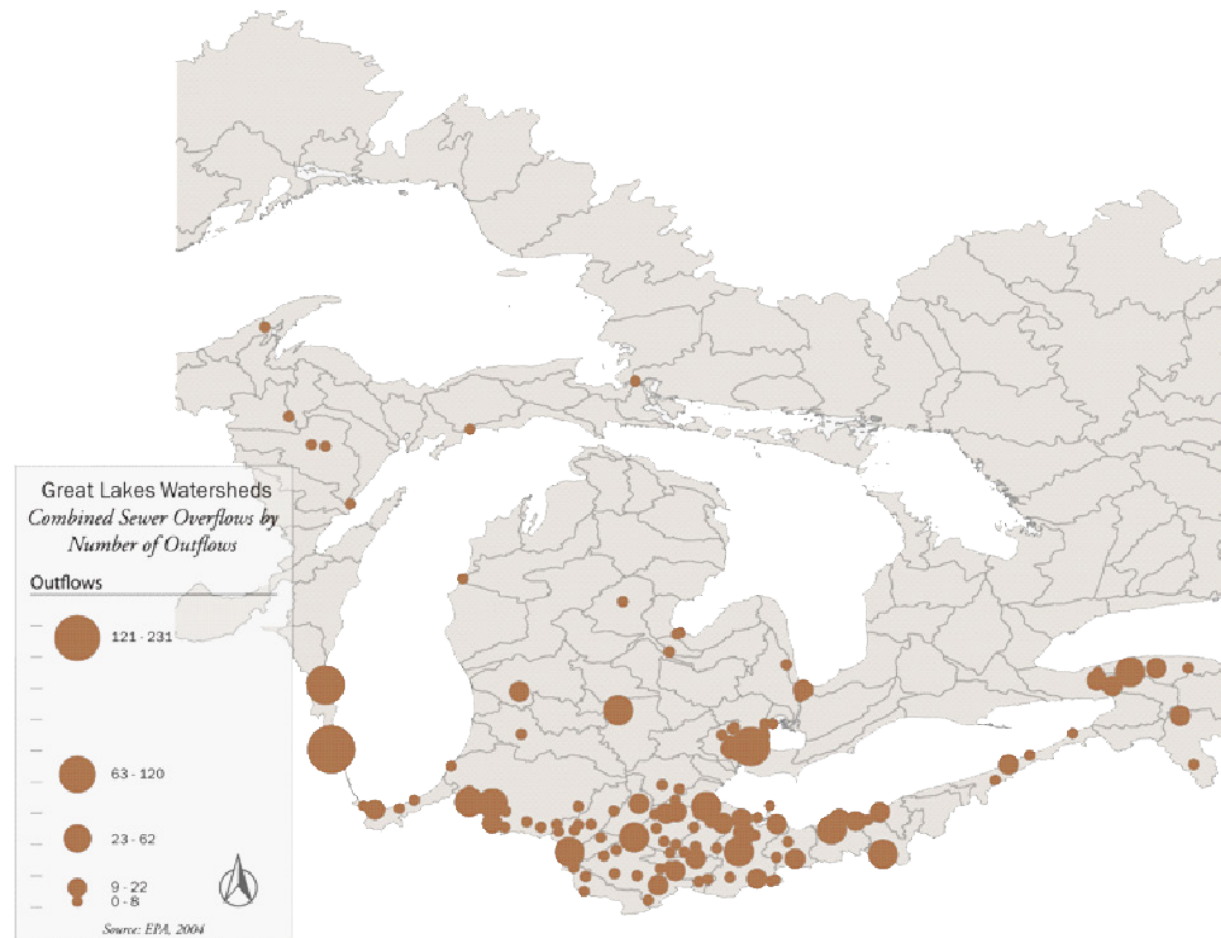 Great Lakes Watersheds
Combined Sewer Overflows by
Number of Outflows
Outflows
121 - 231
63 - 120
23 - 62
9 - 22
0 - 8
Source: EPA, 2004